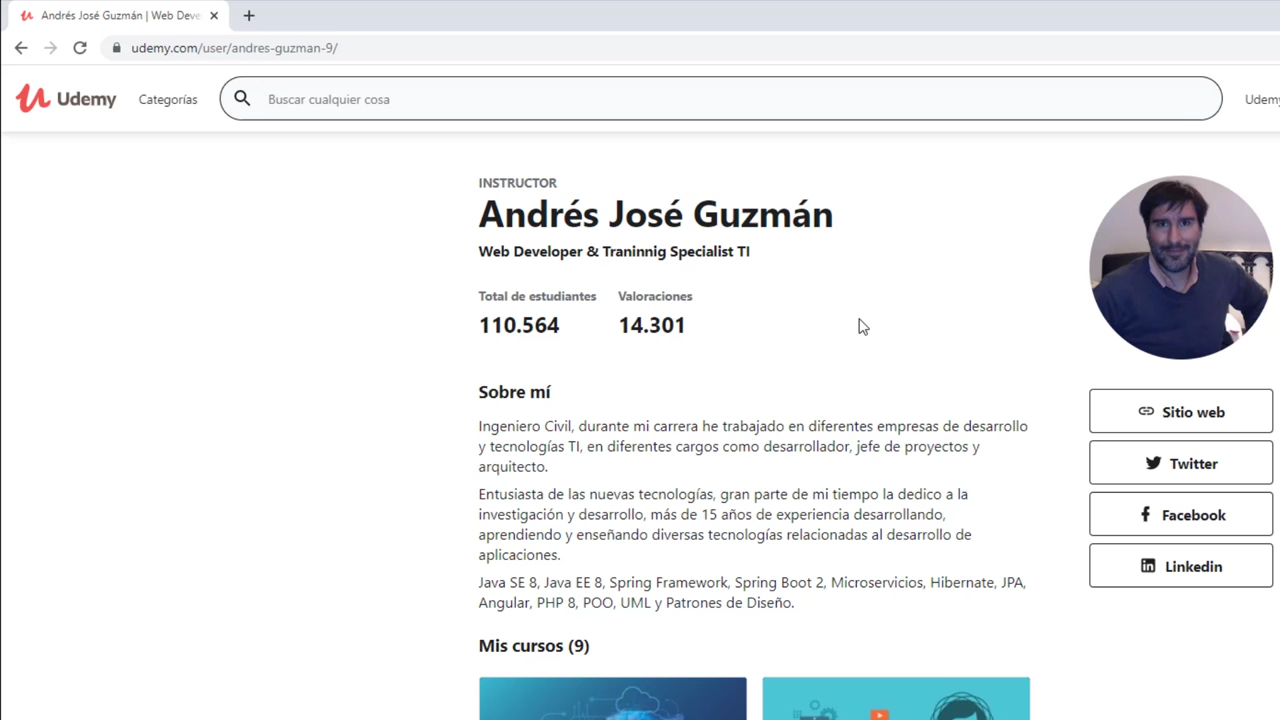 Andrés José Guzmán | Web Deve
udemy.com/user/andres-guzman-9/
Udemy
Categorías
Buscar cualquier cosa
Udemy
INSTRUCTOR
Andrés José Guzmán
Web Developer & Traninnig Specialist TI
Total de estudiantes Valoraciones
110.564 14.301
Sobre mí
Ingeniero Civil, durante mi carrera he trabajado en diferentes empresas de desarrollo
y tecnologías TI, en diferentes cargos como desarrollador, jefe de proyectos y
arquitecto.
Entusiasta de las nuevas tecnologías, gran parte de mi tiempo la dedico a la
investigación y desarrollo, más de 15 años de experiencia desarrollando,
aprendiendo y enseñando diversas tecnologías relacionadas al desarrollo de
aplicaciones.
Java SE 8, Java EE 8, Spring Framework, Spring Boot 2, Microservicios, Hibernate, JPA,
Angular, PHP 8, POO, UML y Patrones de Diseño.
Mis cursos (9)
Sitio web
Twitter
Facebook
Linkedin